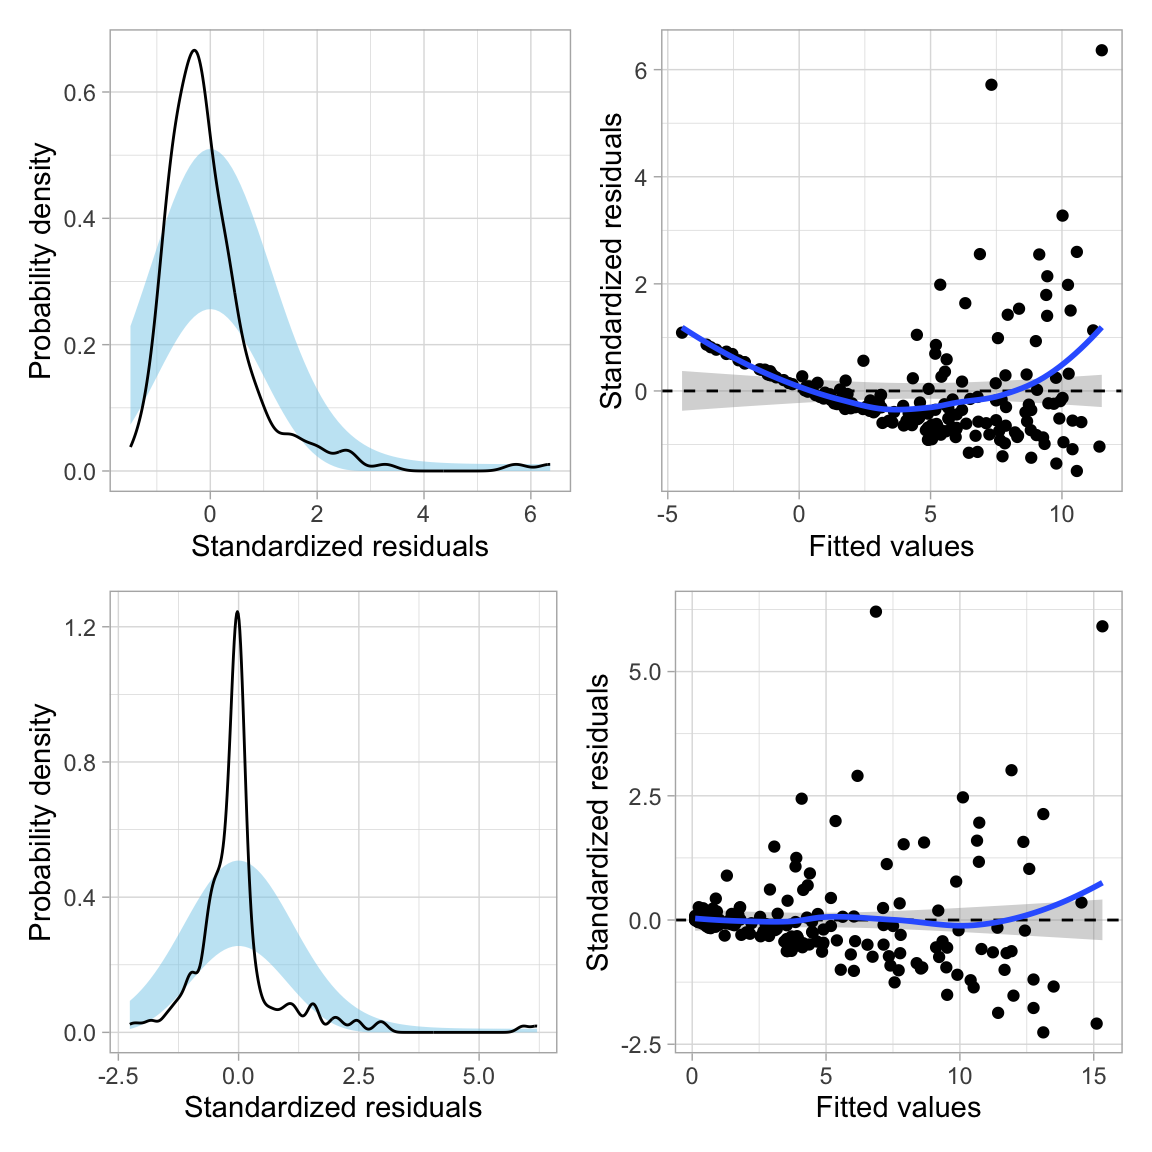 0.6
0.4
0.2
0.0
Probability density
0 2 4 6
Standardized residuals
6
4
2
0
Standardized residuals
-5 0 5 10
Fitted values
1.2
0.8
0.4
0.0
Probability density
-2.5 0.0 2.5 5.0
Standardized residuals
5.0
2.5
0.0
-2.5
Standardized residuals
0 5 10 15
Fitted values